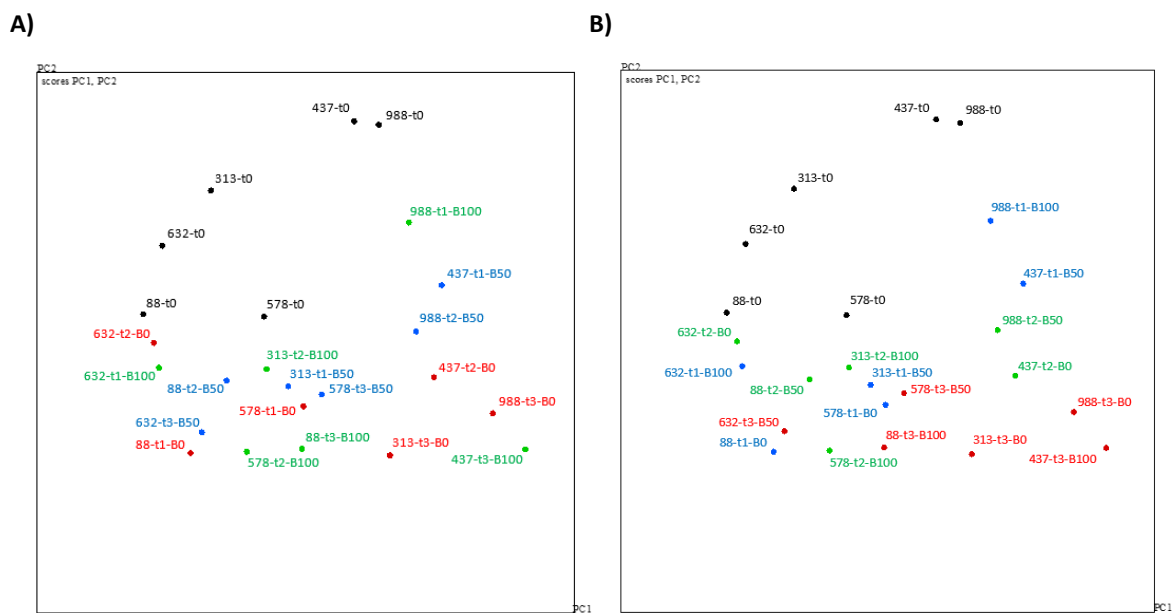 A)
PC2
scores PC1, PC2
437-t0
988-t0
313-t0
988-t1-B100
632-t0
437-t1-B50
88-t0
578-t0
988-t2-B50
632-t2-B0
313-t2-B100
632-t1-B100
313-t1-B50
437-t2-B0
88-t2-B50
578-t3-B50
578-t1-B0
988-t3-B0
632-t3-B50
88-t1-B0
88-t3-B100
313-t3-B0
578-t2-B100
437-t3-B100
PC1
B)
PC2
scores PC1, PC2
437-t0
988-t0
313-t0
988-t1-B100
632-t0
437-t1-B50
88-t0
578-t0
988-t2-B50
632-t2-B0
313-t2-B100
632-t1-B100
313-t1-B50
437-t2-B0
88-t2-B50
578-t3-B50
578-t1-B0
988-t3-B0
632-t3-B50
88-t1-B0
88-t3-B100
313-t3-B0
578-t2-B100
437-t3-B100
PC1